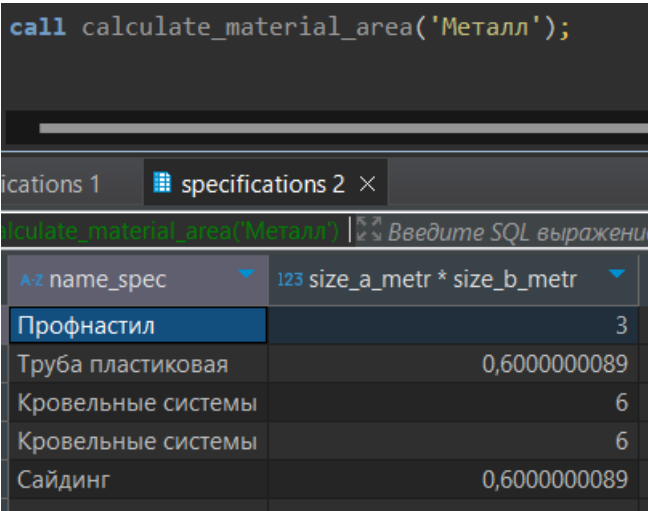 call calculate_material_area('Металл');
ications 1 specifications 2 ×
alculate_material_area('Металл') Введите SQL выражени
A-Z name_spec 123 size_a_metr * size_b_metr
Профнастил 3
Труба пластиковая 0,6000000089
Кровельные системы 6
Кровельные системы 6
Сайдинг 0,6000000089